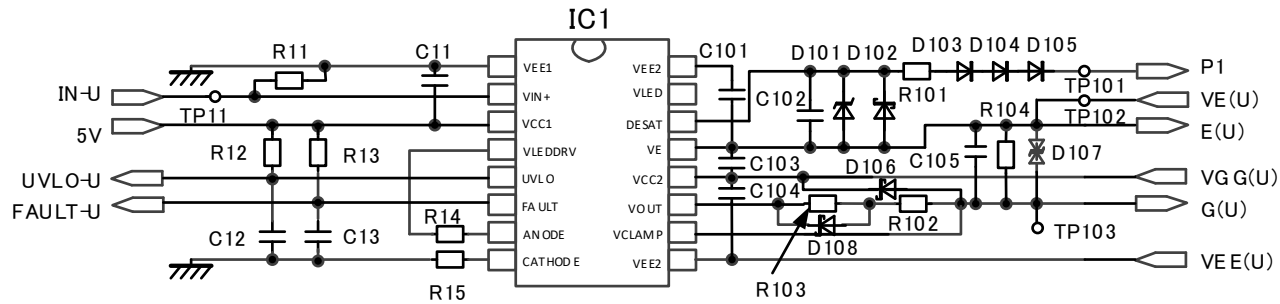 IC1
R11
C11
VEE1
VIN+
VCC1
VLEDDRV
UVLO
FAULT
ANODE
CATHODE
VEE2
VLED
DESAT
VE
VCC2
VOUT
VCLAMP
VEE2
IN-U
TP11
5V
R12
R13
UVLO-U
FAULT-U
C12
C13
R14
R15
C101
D101
D102
D103
D104
D105
C102
R101
TP101
P1
VE(U)
TP102
R104
E(U)
C105
D107
C103
D106
C104
VGG(U)
G(U)
R102
D108
R103
TP103
VEE(U)